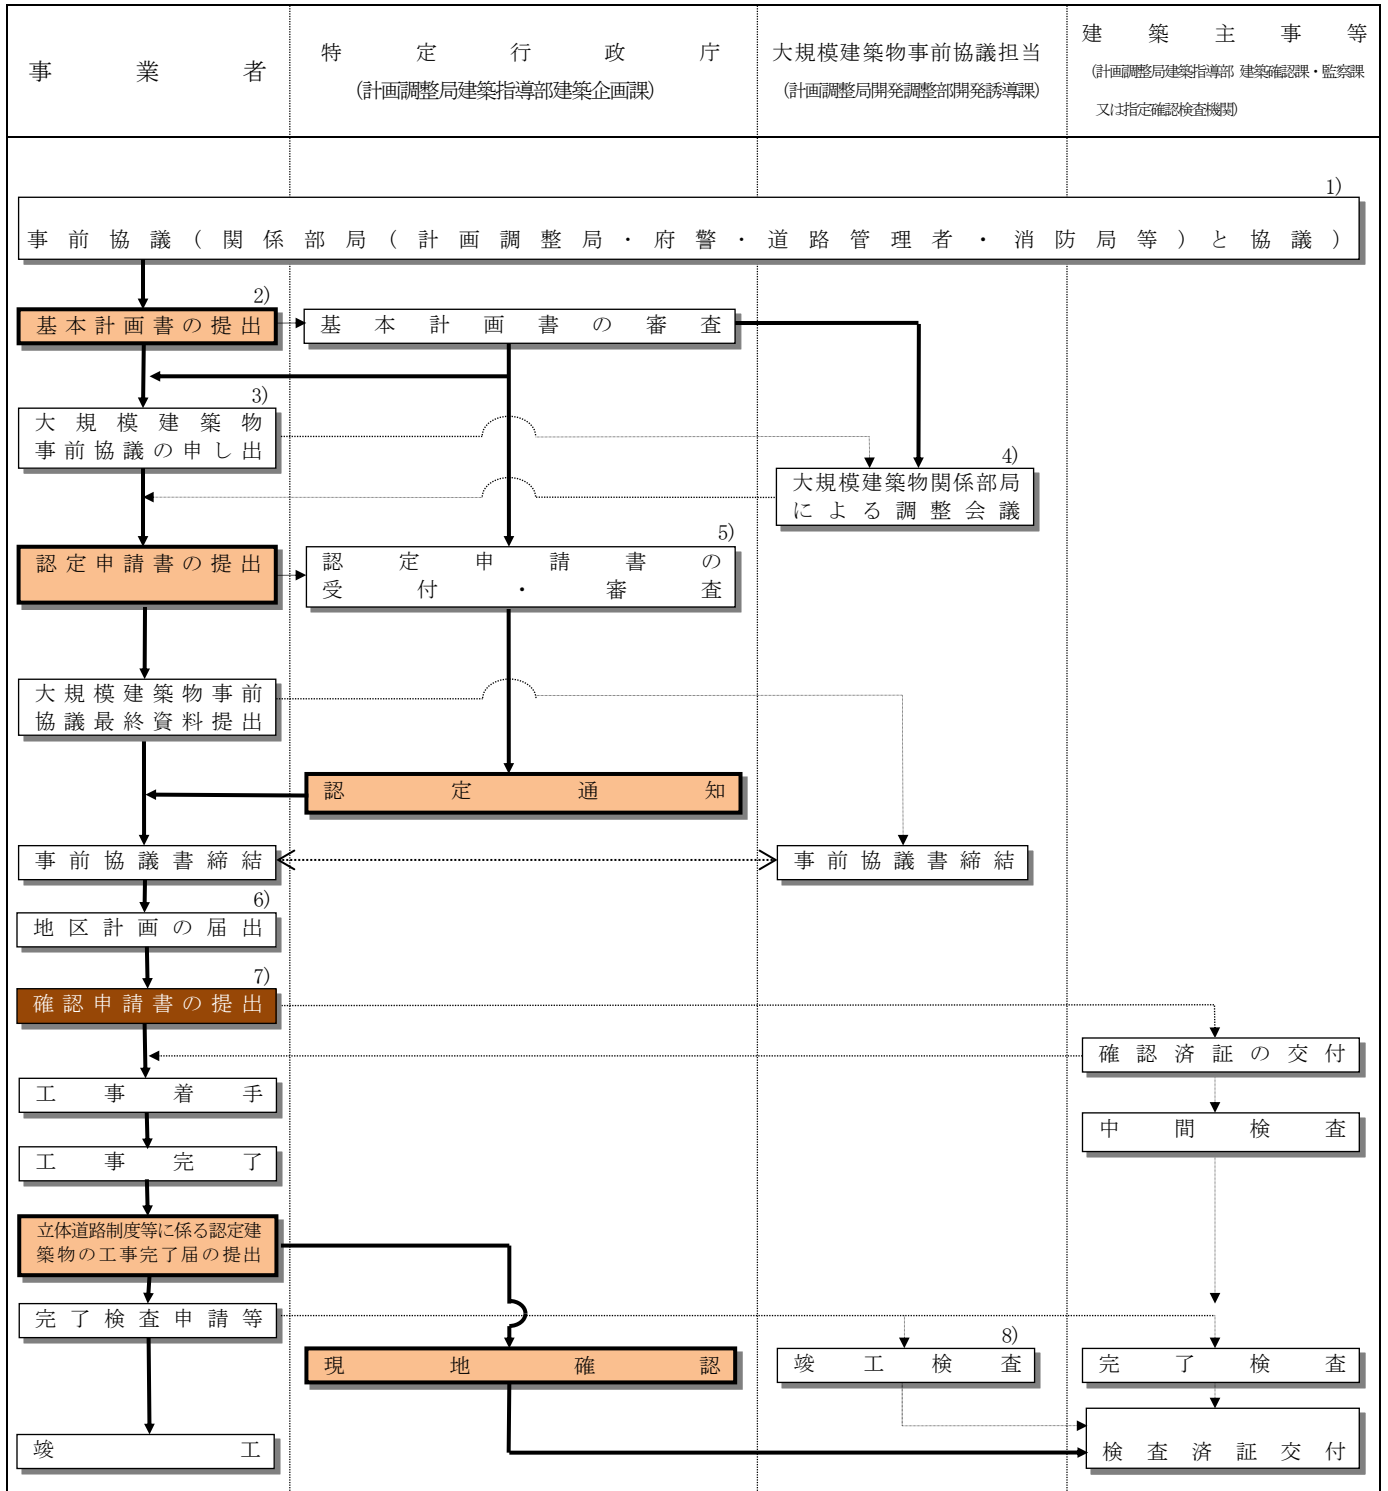 事業者
特定行政庁
(計画調整局建築指導部建築企画課)
大規模建築物事前協議担当
(計画調整局開発調整部開発誘導課)
建築主事等
(計画調整局建築指導部 建築確認課・監察課
又は指定確認検査機関)
1)
事前協議(関係部局(計画調整局・府警・道路管理者・消防局等)と協議)
2)
基本計画書の提出
基本計画書の審査
3)
大規模建築物
事前協議の申し出
4)
大規模建築物関係部局
による調整会議
5)
認定申請書の提出
認定申請書の
受付・審査
大規模建築物事前
協議最終資料提出
認定通知
事前協議書締結
事前協議書締結
6)
地区計画の届出
7)
確認申請書の提出
確認済証の交付
工事着手
中間検査
工事完了
立体道路制度等に係る認定建
築物の工事完了届の提出
完了検査申請等
8)
現地確認
竣工検査
完了検査
竣工
検査済証交付